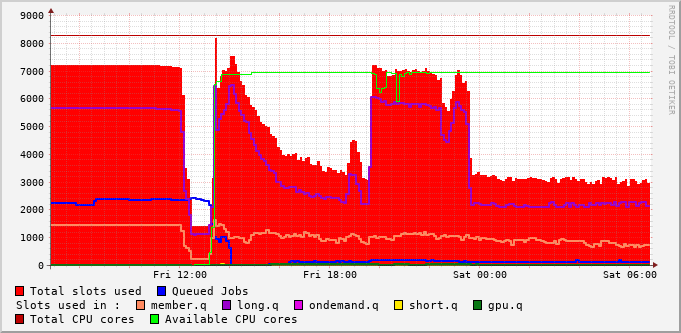 9000
8000
7000
6000
5000
4000
3000
2000
1000
0
Fri 12:00 Fri 18:00 Sat 00:00 Sat 06:00
RRDTOOL / TOBI OETIKER
Total slots used Queued Jobs
Slots used in : member.q long.q ondemand.q short.q gpu.q
Total CPU cores Available CPU cores